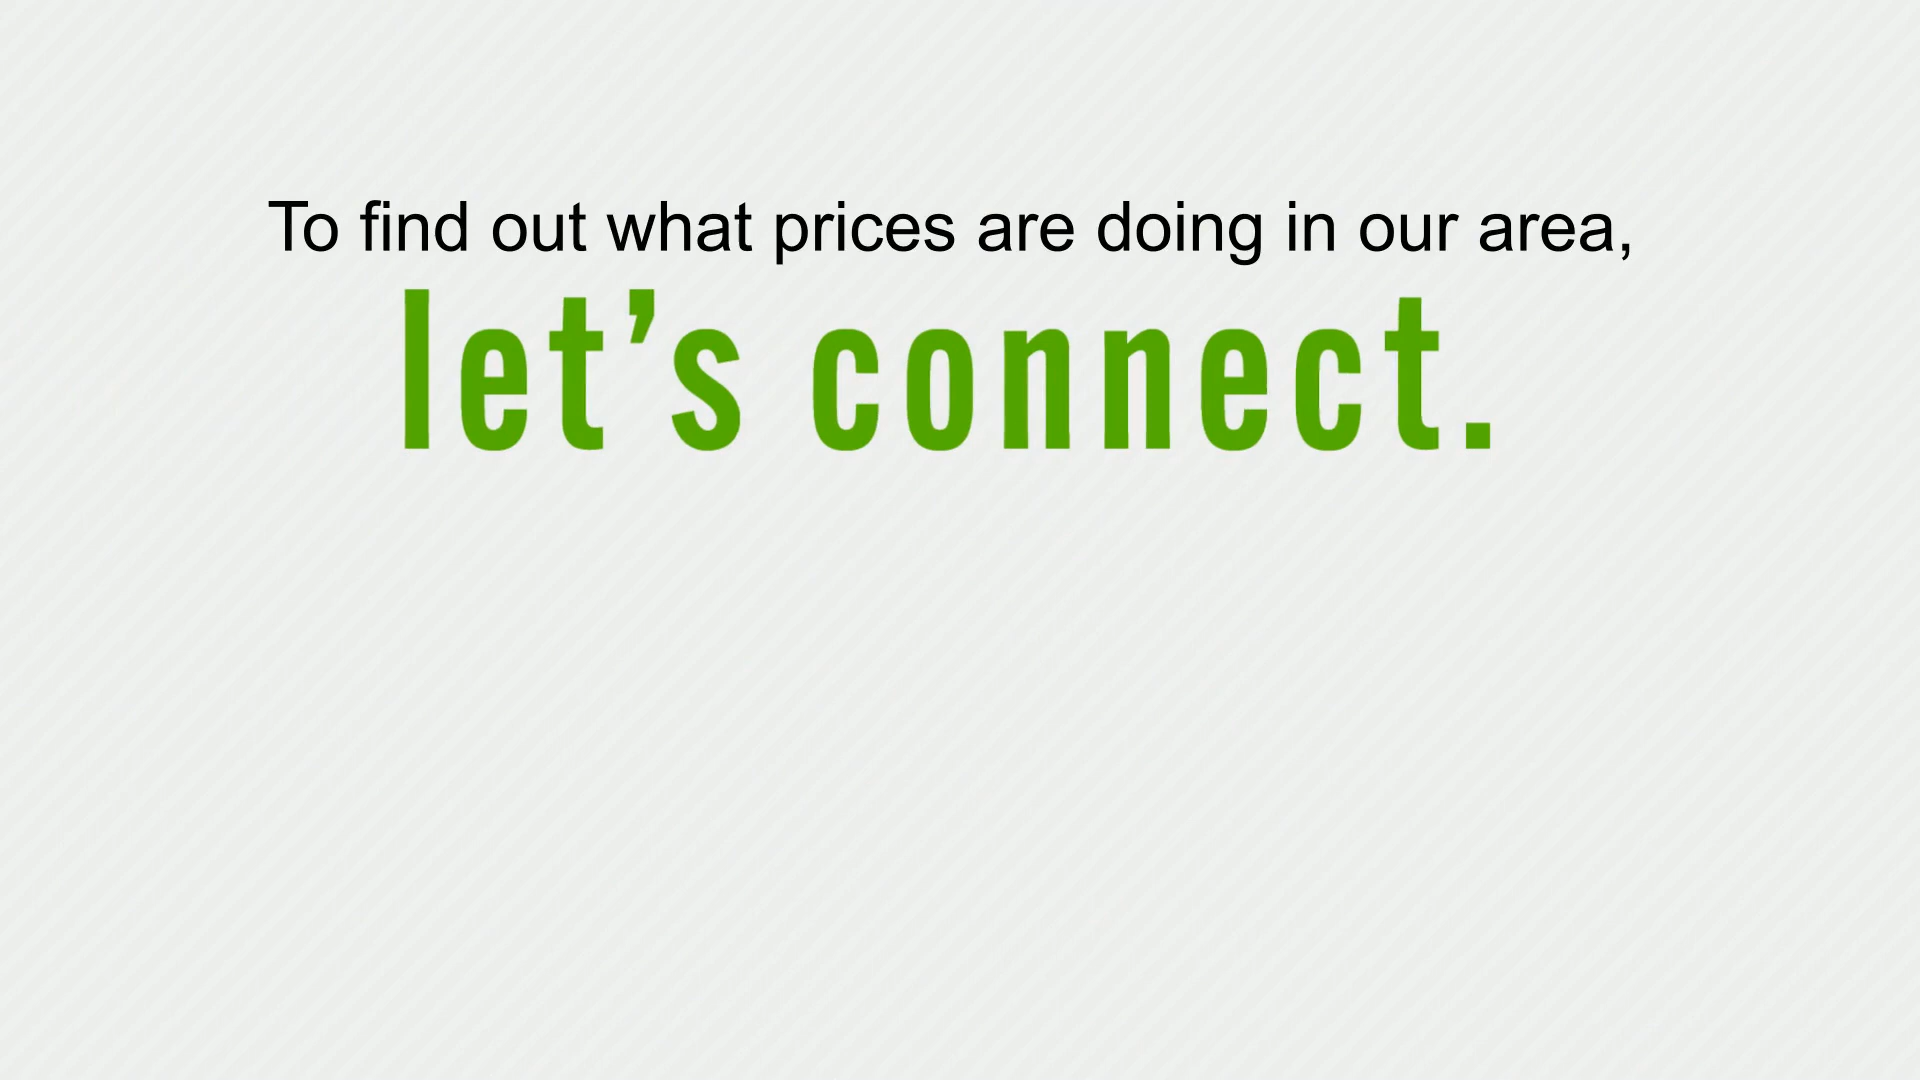 To find out what prices are doing in our area,
let’s connect.